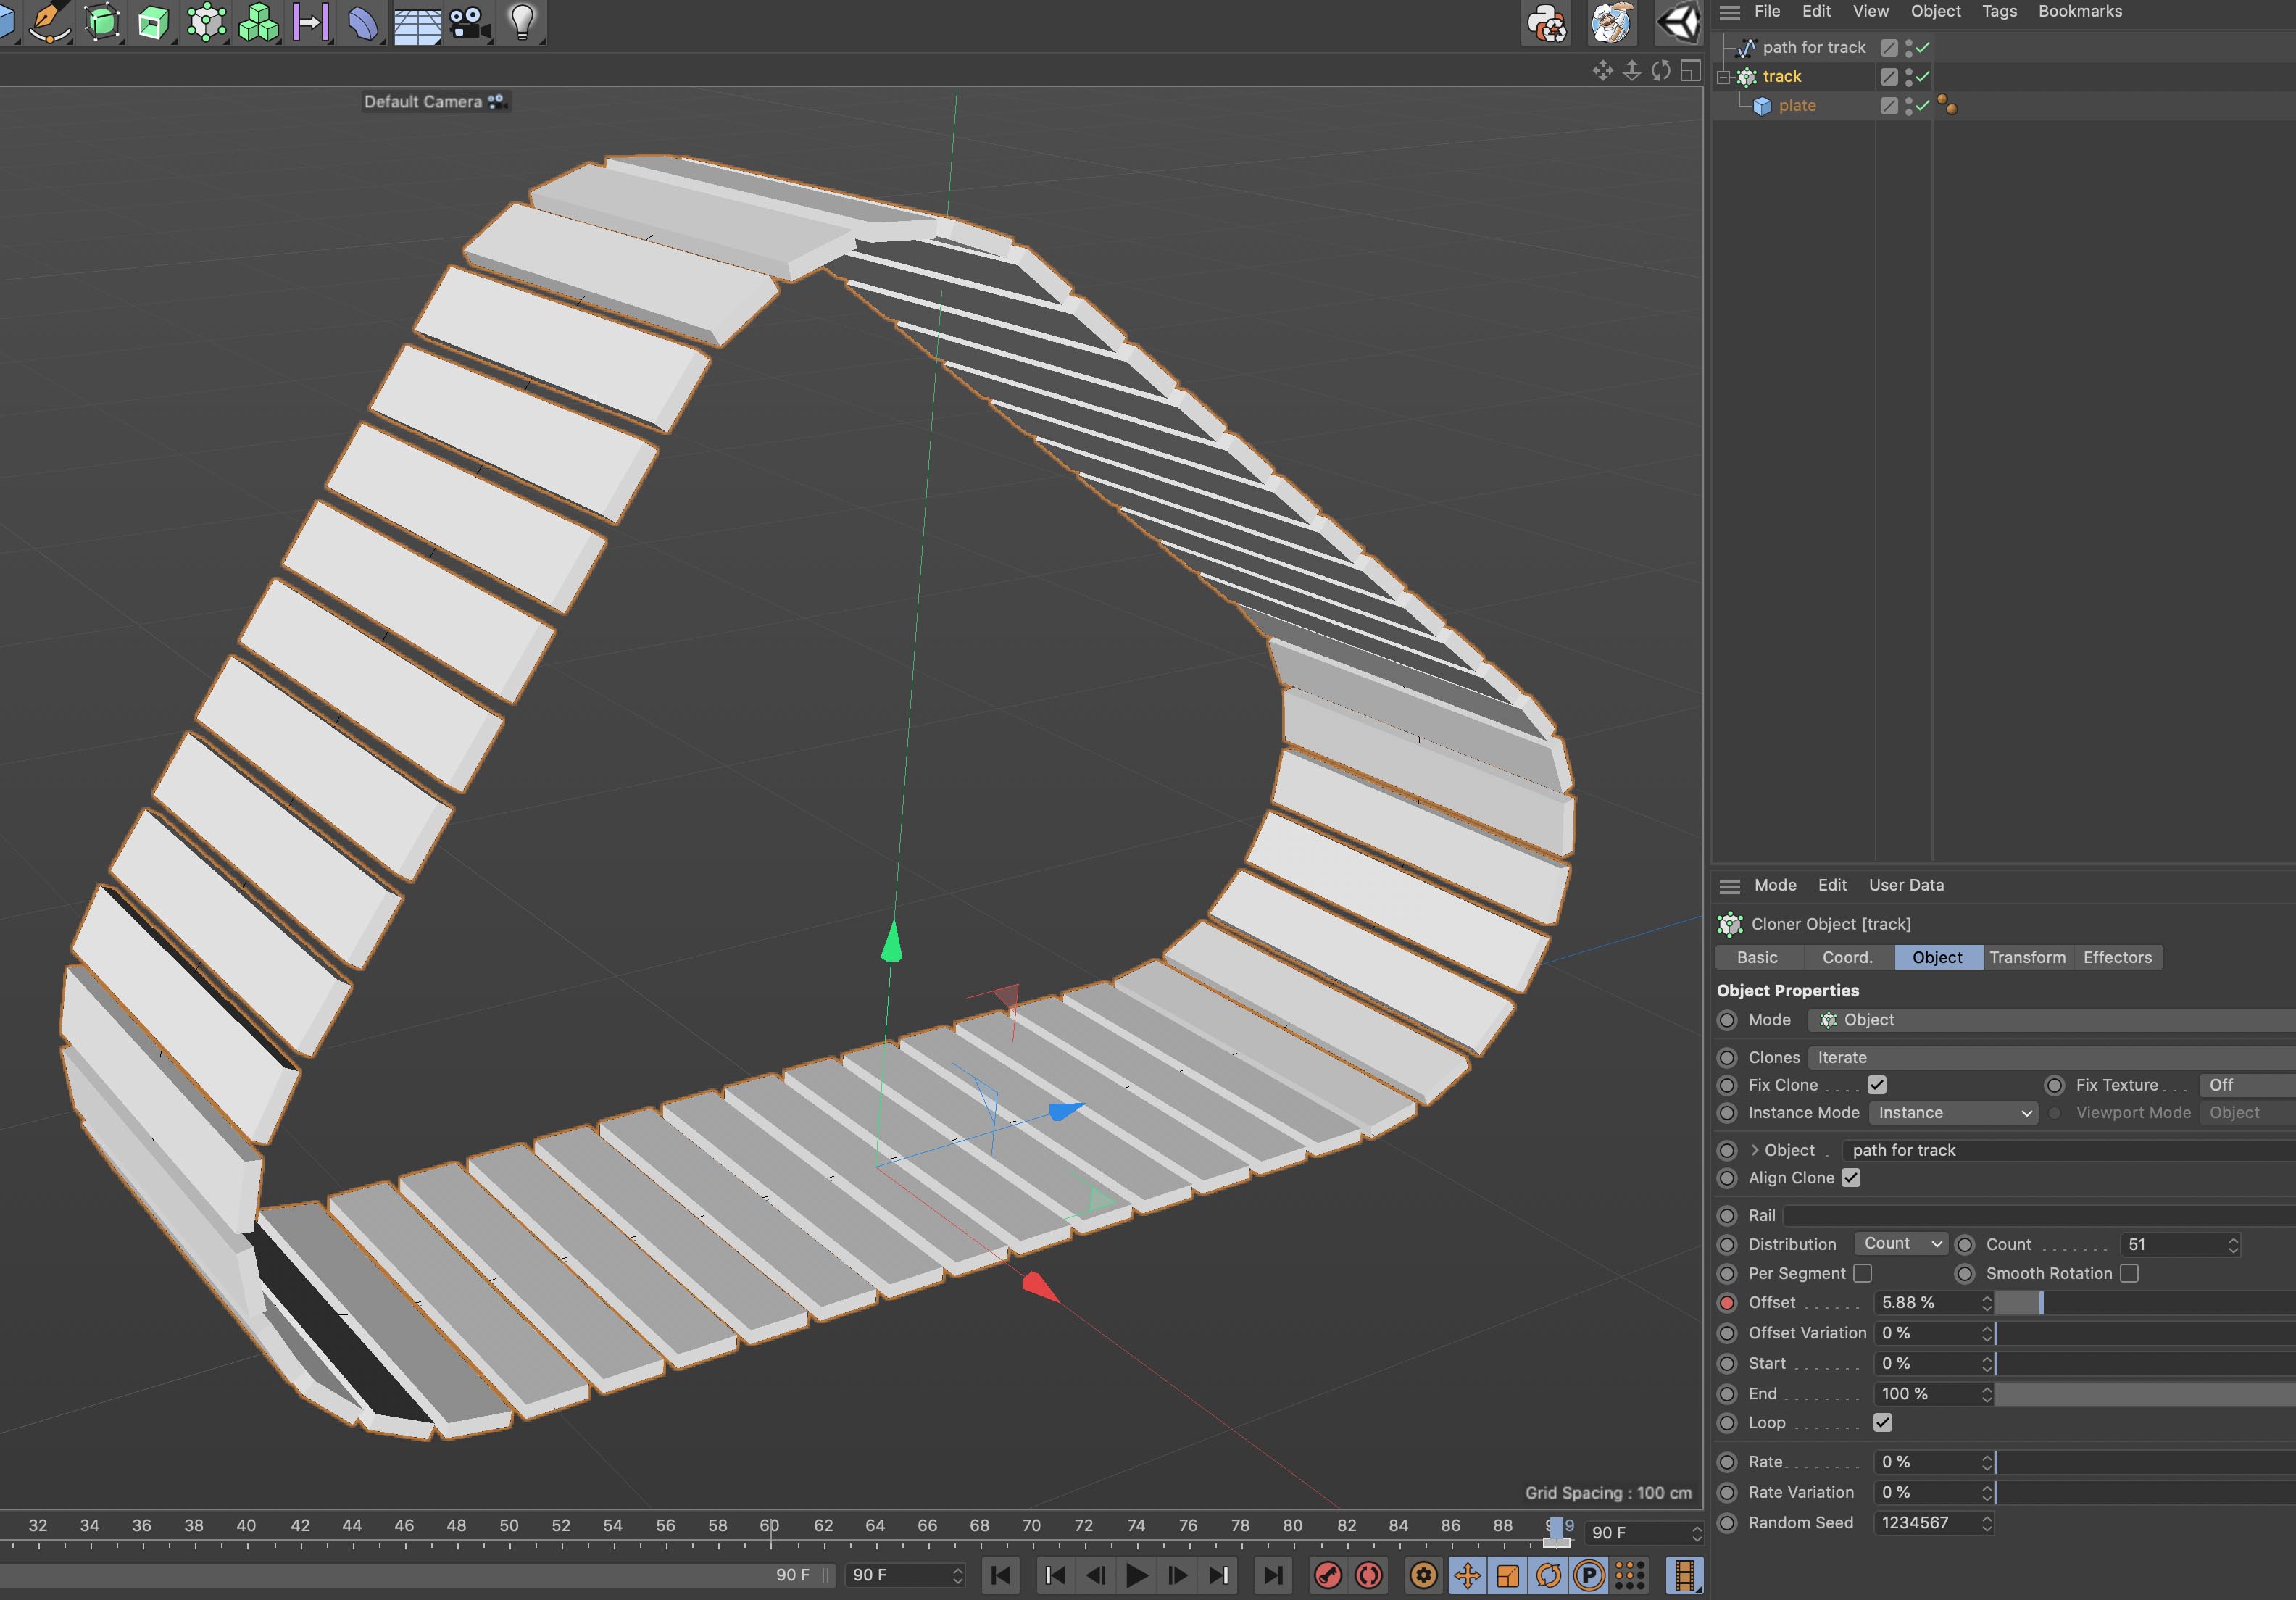 File Edit View Object Tags Bookmarks
path for track
track
plate
Default Camera
Mode Edit User Data
Cloner Object [track]
Basic Coord. Object Transform Effectors
Object Properties
Mode Object
Clones Iterate
Fix Clone Fix Texture Off
Instance Mode Instance Viewport Mode Object
Object path for track
Align Clone
Rail
Distribution Count Count 51
Per Segment Smooth Rotation
Offset 5.88 %
Offset Variation 0 %
Start 0 %
End 100 %
Loop
Rate 0 %
Rate Variation 0 %
Random Seed 1234567
Grid Spacing : 100 cm
32 34 36 38 40 42 44 46 48 50 52 54 56 58 60 62 64 66 68 70 72 74 76 78 80 82 84 86 88 90 F
90 F 90 F
P